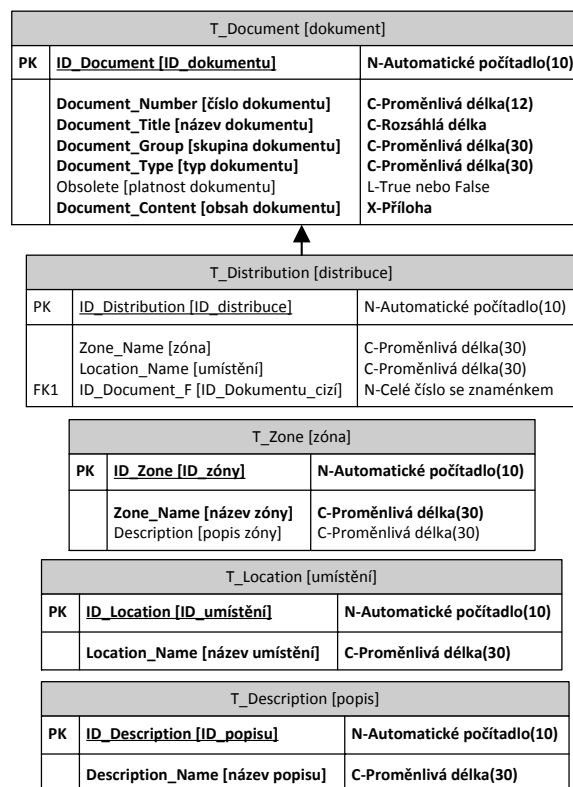 T_Document [dokument]
PK ID_Document [ID_dokumentu] N-Automatické počítadlo(10)
Document_Number [číslo dokumentu] C-Proměnlivá délka(12)
Document_Title [název dokumentu] C-Rozsáhlá délka
Document_Group [skupina dokumentu] C-Proměnlivá délka(30)
Document_Type [typ dokumentu] C-Proměnlivá délka(30)
Obsolete [platnost dokumentu] L-True nebo False
Document_Content [obsah dokumentu] X-Příloha
T_Distribution [distribuce]
PK ID_Distribution [ID_distribuce] N-Automatické počítadlo(10)
Zone_Name [zóna] C-Proměnlivá délka(30)
Location_Name [umístění] C-Proměnlivá délka(30)
FK1 ID_Document_F [ID_Dokumentu_cizí] N-Celé číslo se znaménkem
T_Zone [zóna]
PK ID_Zone [ID_zóny] N-Automatické počítadlo(10)
Zone_Name [název zóny] C-Proměnlivá délka(30)
Description [popis zóny] C-Proměnlivá délka(30)
T_Location [umístění]
PK ID_Location [ID_umístění] N-Automatické počítadlo(10)
Location_Name [název umístění] C-Proměnlivá délka(30)
T_Description [popis]
PK ID_Description [ID_popisu] N-Automatické počítadlo(10)
Description_Name [název popisu] C-Proměnlivá délka(30)